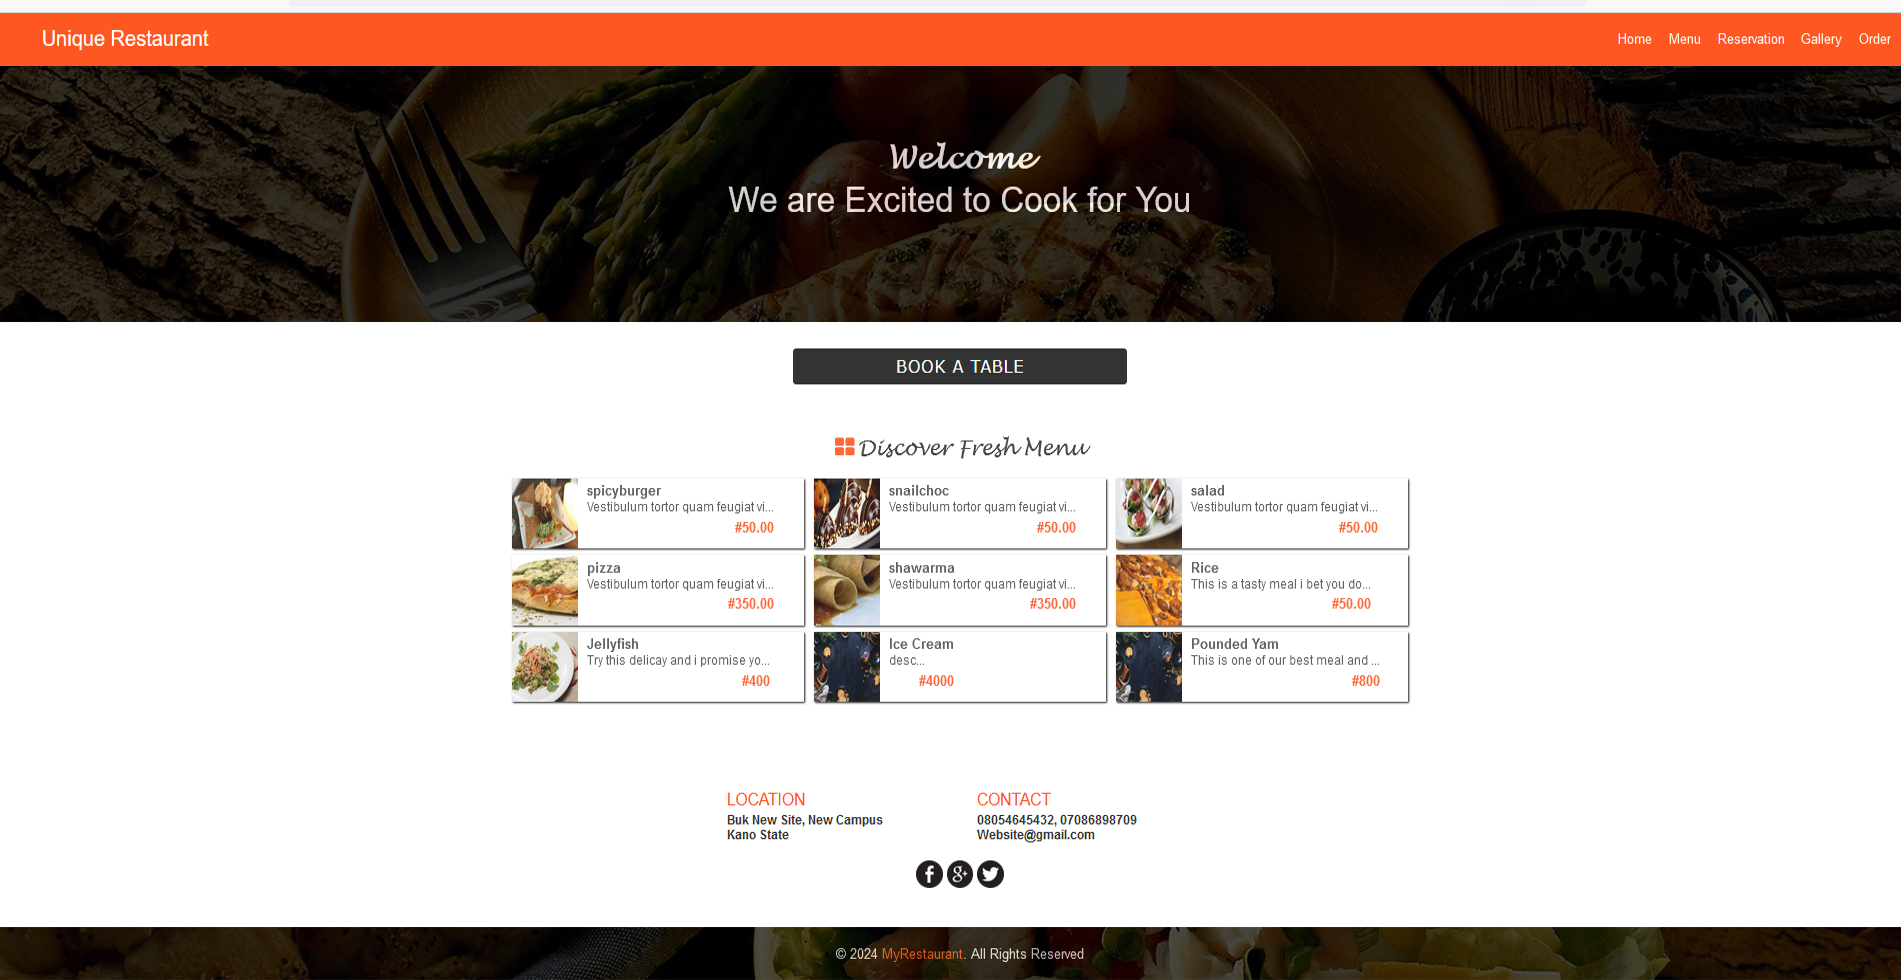 Unique Restaurant
Home Menu Reservation Gallery Order
Welcome
We are Excited to Cook for You
BOOK A TABLE
Discover Fresh Menu
spicyburger
Vestibulum tortor quam feugiat vi...
#50.00
snailchoc
Vestibulum tortor quam feugiat vi...
#50.00
salad
Vestibulum tortor quam feugiat vi...
#50.00
pizza
Vestibulum tortor quam feugiat vi...
#350.00
shawarma
Vestibulum tortor quam feugiat vi...
#350.00
Rice
This is a tasty meal i bet you do...
#50.00
Jellyfish
Try this delicay and i promise yo...
#400
Ice Cream
desc...
#4000
Pounded Yam
This is one of our best meal and ...
#800
LOCATION
Buk New Site, New Campus
Kano State
CONTACT
08054645432, 07086898709
Website@gmail.com
© 2024 MyRestaurant. All Rights Reserved